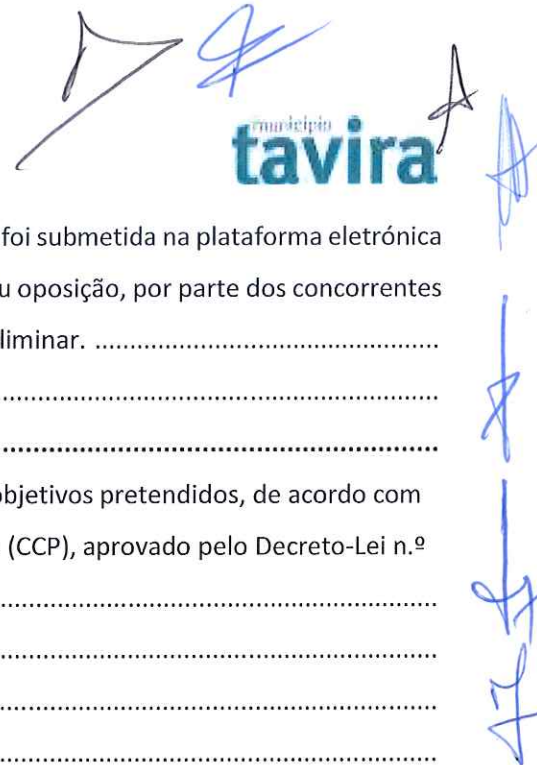 município
tavira
foi submetida na plataforma eletrónica
u oposição, por parte dos concorrentes
eliminar. ................................................................
................................................................
................................................................
objetivos pretendidos, de acordo com
(CCP), aprovado pelo Decreto-Lei n.º
................................................................
................................................................
................................................................
................................................................